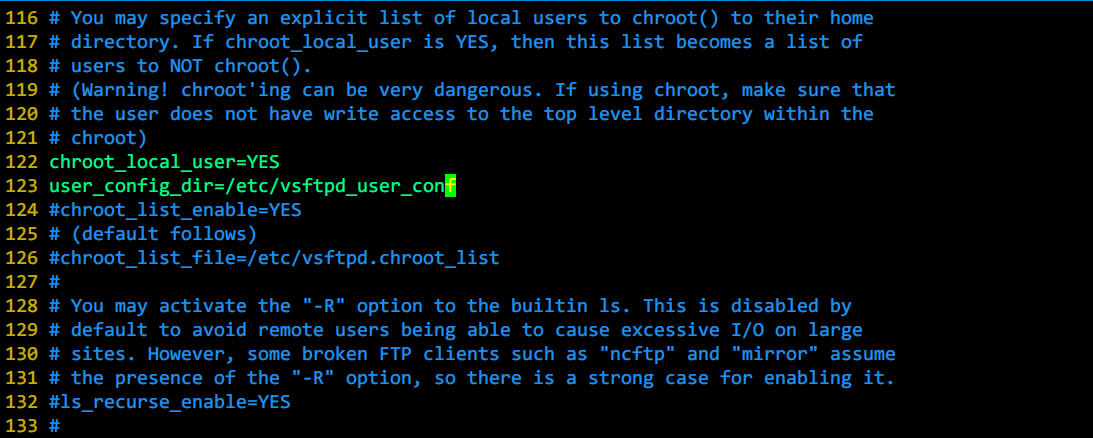 116 # You may specify an explicit list of local users to chroot() to their home
117 # directory. If chroot_local_user is YES, then this list becomes a list of
118 # users to NOT chroot().
119 # (Warning! chroot'ing can be very dangerous. If using chroot, make sure that
120 # the user does not have write access to the top level directory within the
121 # chroot)
122 chroot_local_user=YES
123 user_config_dir=/etc/vsftpd_user_conf
124 #chroot_list_enable=YES
125 # (default follows)
126 #chroot_list_file=/etc/vsftpd.chroot_list
127 #
128 # You may activate the "-R" option to the builtin ls. This is disabled by
129 # default to avoid remote users being able to cause excessive I/O on large
130 # sites. However, some broken FTP clients such as "ncftp" and "mirror" assume
131 # the presence of the "-R" option, so there is a strong case for enabling it.
132 #ls_recurse_enable=YES
133 #